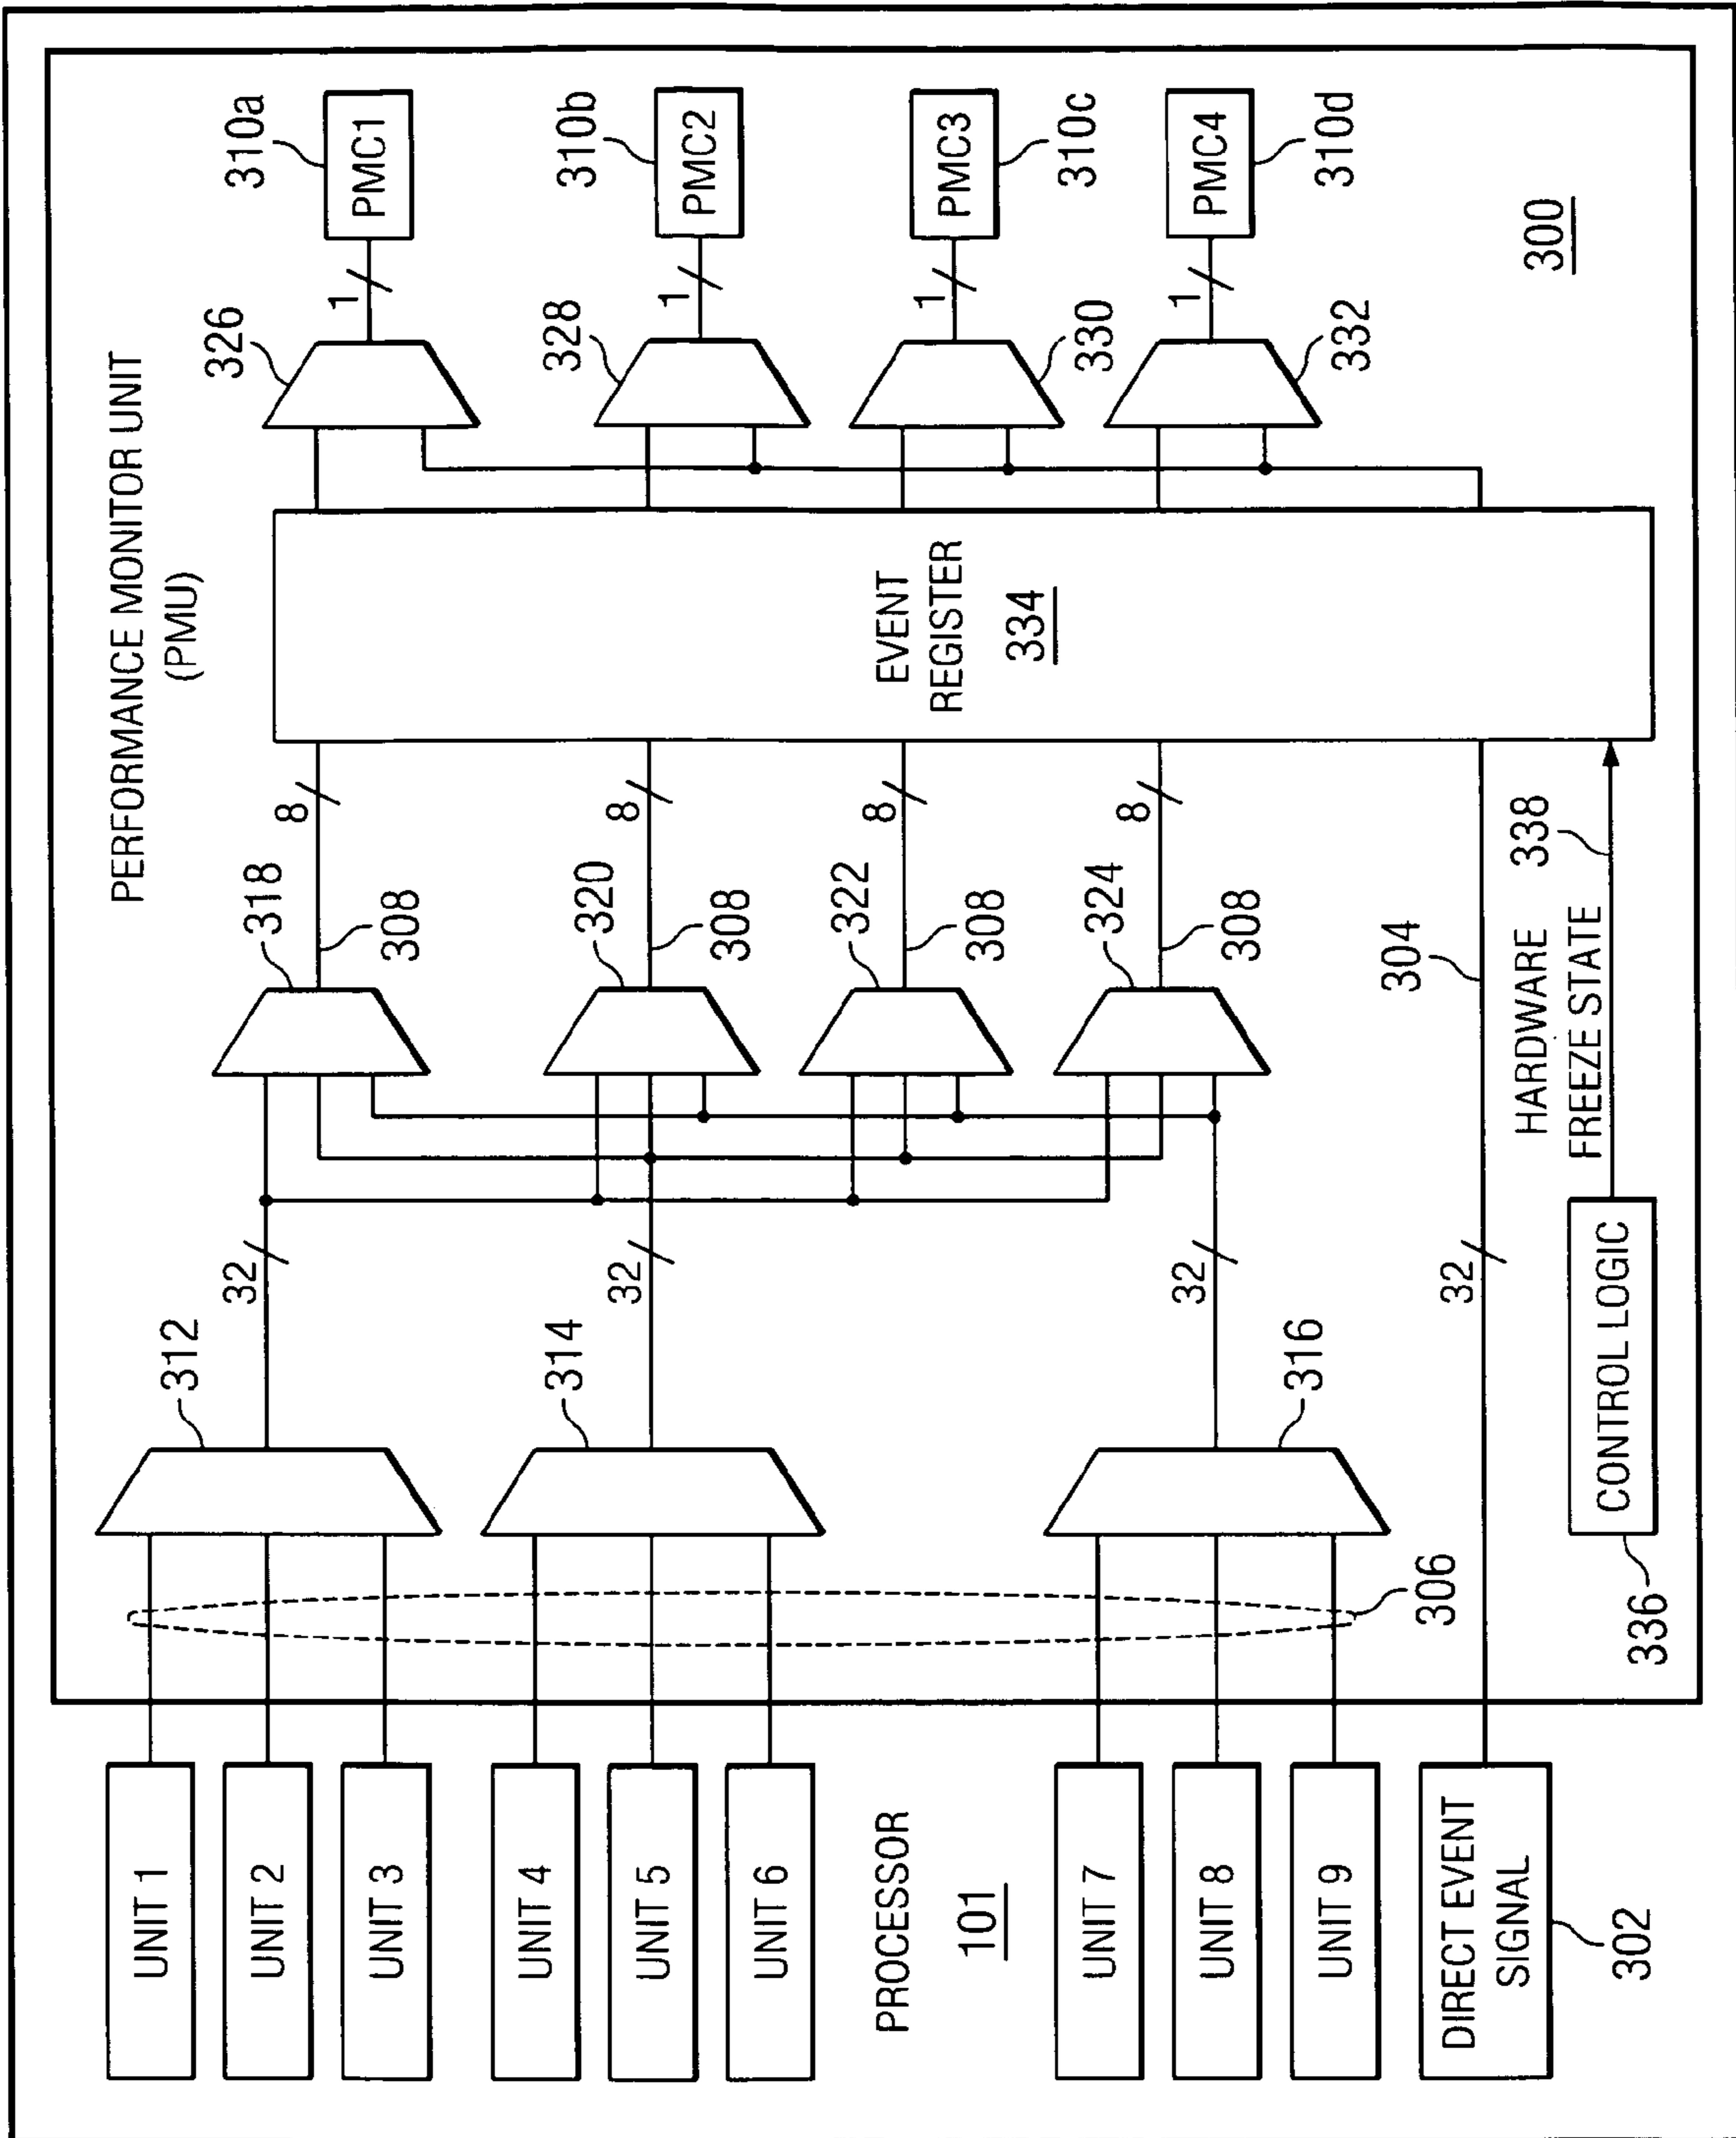 PERFORMANCE MONITOR UNIT
(PMU)
UNIT 1
UNIT 2
UNIT 3
UNIT 4
UNIT 5
UNIT 6
PROCESSOR
101
UNIT 7
UNIT 8
UNIT 9
DIRECT EVENT
SIGNAL
302
306
312
314
316
32
32
32
32
304
318
320
322
324
308
308
308
308
8
8
8
8
CONTROL LOGIC
336
HARDWARE
FREEZE STATE
338
EVENT
REGISTER
334
326
328
330
332
1
1
1
1
PMC1
310a
PMC2
310b
PMC3
310c
PMC4
310d
300